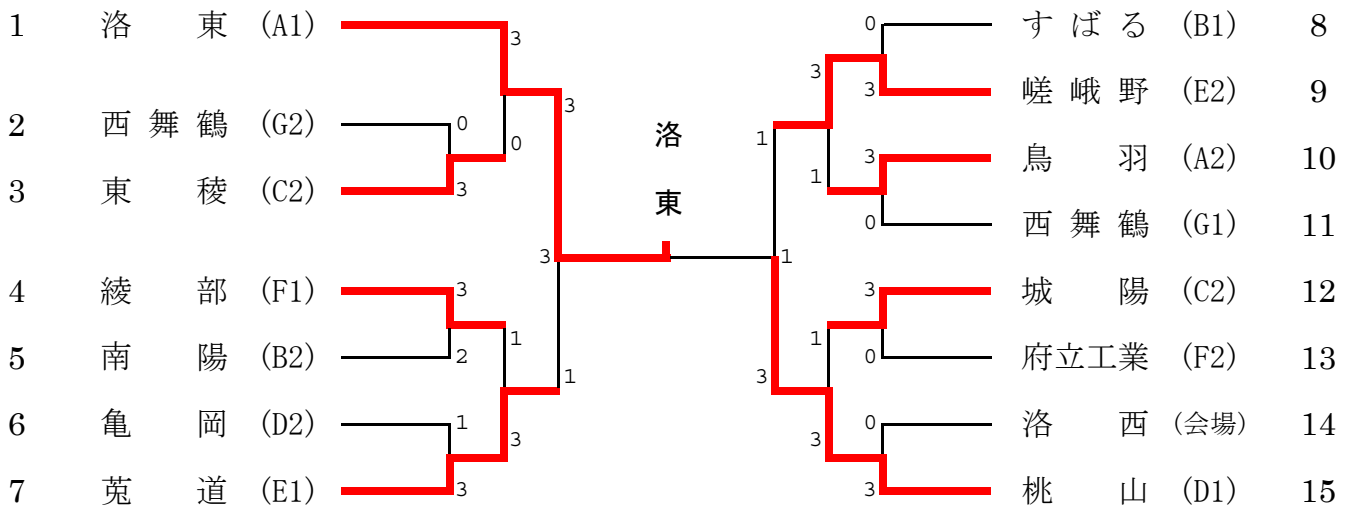 1 洛東 (A1) 3 0 すばる (B1) 8
3 3 嵯峨野 (E2) 9
3
2 西舞鶴 (G2) 0 洛 1
0 3 鳥羽 (A2) 10
3 東稜 (C2) 3 1
東 0 西舞鶴 (G1) 11
3 1
4 綾部 (F1) 3 3 城陽 (C2) 12
1 1
5 南陽 (B2) 2 0 府立工業 (F2) 13
1 3
6 亀岡 (D2) 1 0 洛西 (会場) 14
3 3
7 莵道 (E1) 3 3 桃山 (D1) 15